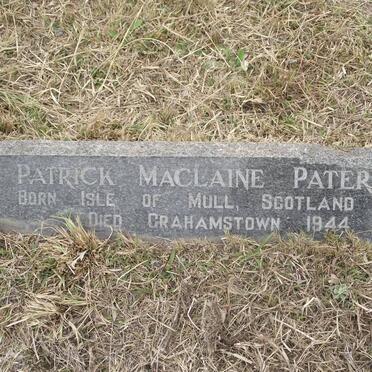 PATRICK MACLAINE PATER
BORN ISLE OF MULL, SCOTLAND
DIED GRAHAMSTOWN 1944